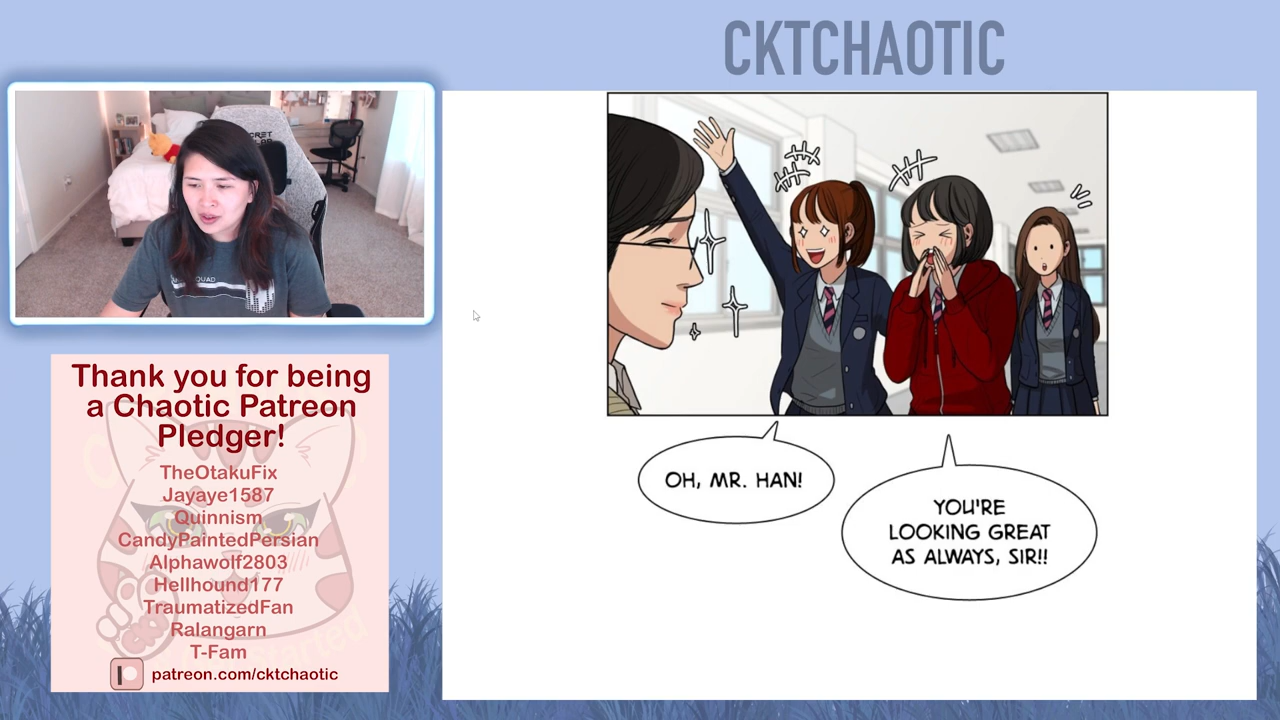 CKTCHAOTIC
OH, MR. HAN!
YOU'RE
LOOKING GREAT
AS ALWAYS, SIR!!
Thank you for being
a Chaotic Patreon
Pledger!
TheOtakuFix
Jayaye1587
Quinnism
CandyPaintedPersian
Alphawolf2803
Hellhound177
TraumatizedFan
Ralangarn
T-Fam
patreon.com/cktchaotic